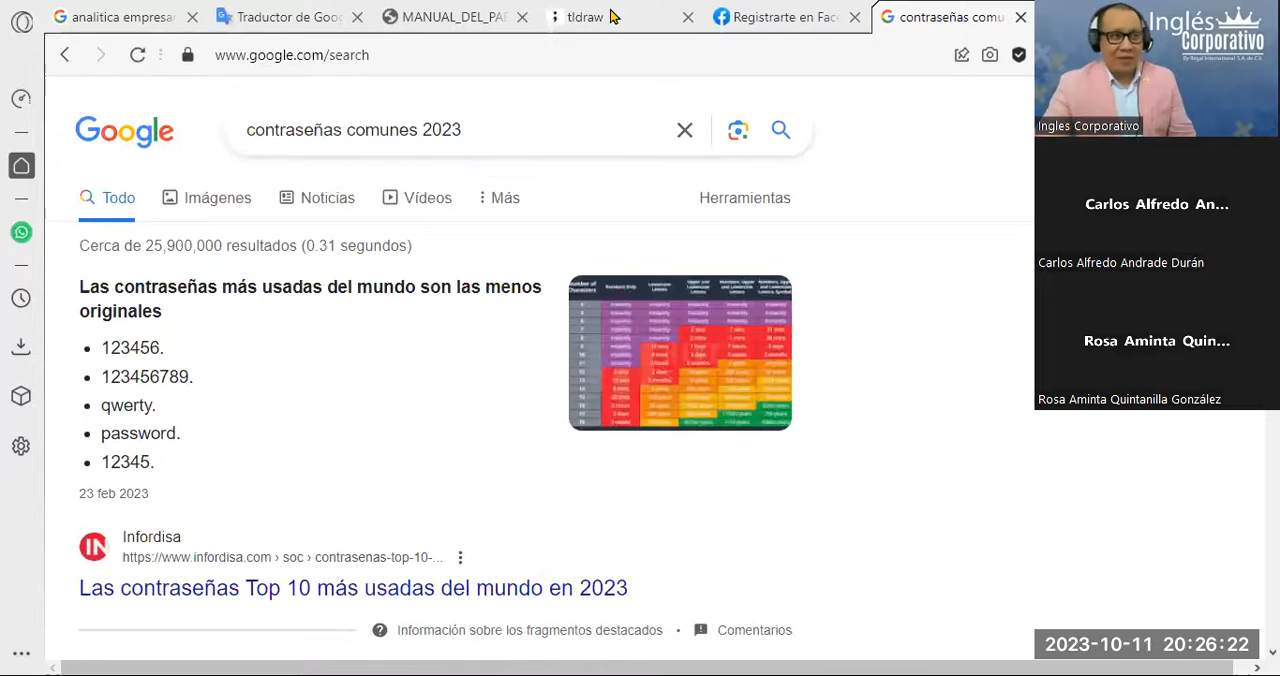 analitica empresa
Traductor de Goog
MANUAL_DEL_PAI
tldraw
Registrarte en Face
contraseñas comu
www.google.com/search
Google
contraseñas comunes 2023
Todo
Imágenes
Noticias
Vídeos
Más
Herramientas
Cerca de 25,900,000 resultados (0.31 segundos)
Las contraseñas más usadas del mundo son las menos
originales
123456.
123456789.
qwerty.
password.
12345.
23 feb 2023
IN
Infordisa
https://www.infordisa.com › soc › contrasenas-top-10-...
Las contraseñas Top 10 más usadas del mundo en 2023
Información sobre los fragmentos destacados
Comentarios
Inglés
Corporativo
Ingles Corporativo
Carlos Alfredo An...
Carlos Alfredo Andrade Durán
Rosa Aminta Quin...
Rosa Aminta Quintanilla González
2023-10-11 20:26:22